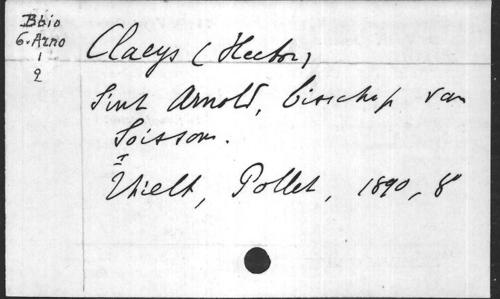 Bbio
6. Arno
1
2
Claeys (Hector)
Sint Arnold, bisschop van
Soissons.
Thielt, Pollet, 1890, 8°